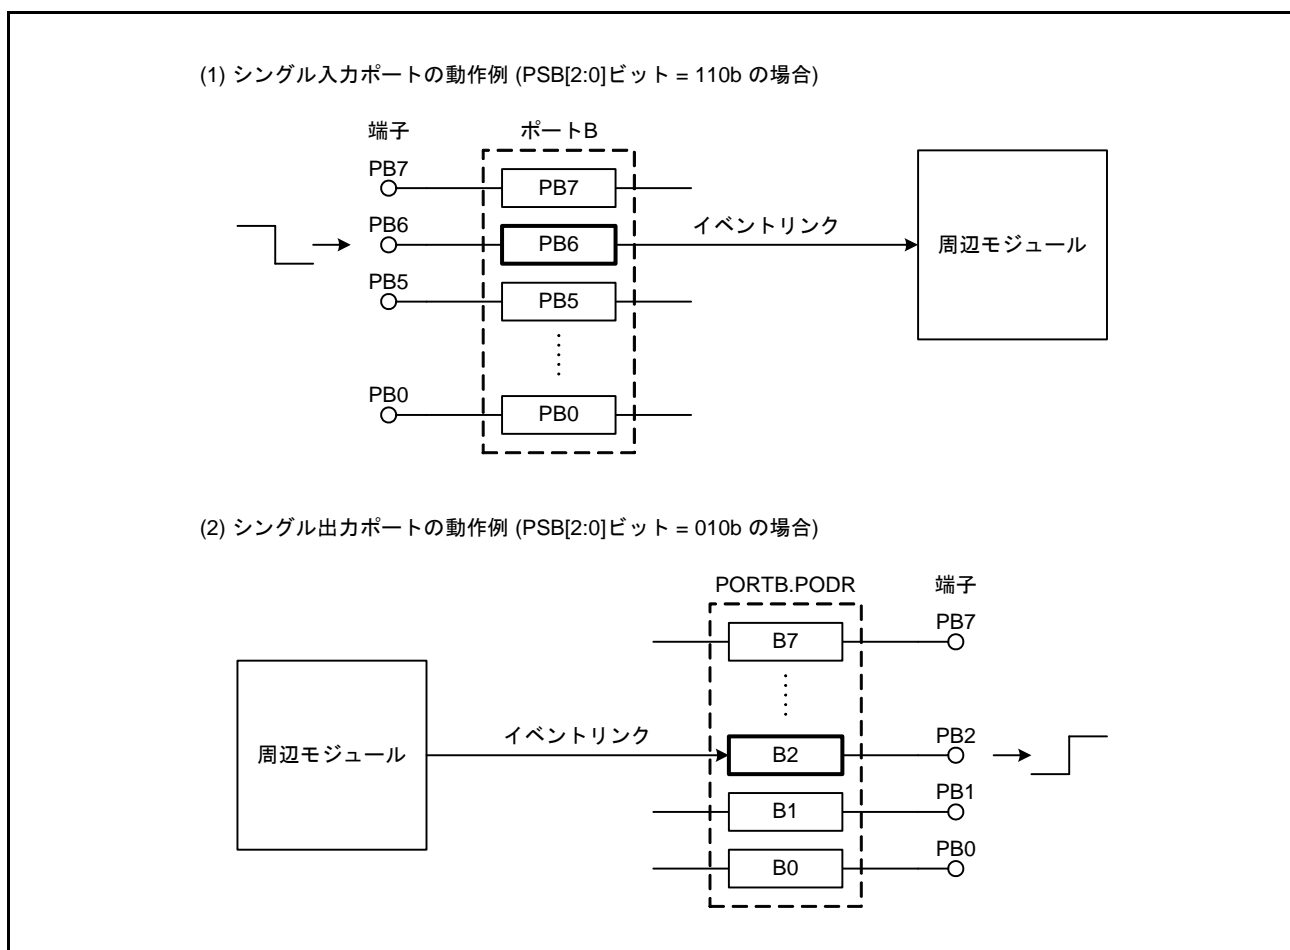 (1) シングル入力ポートの動作例 (PSB[2:0]ビット = 110b の場合)
端子
ポートB
PB7
PB7
PB6
PB6
イベントリンク
周辺モジュール
PB5
PB5
PB0
PB0
(2) シングル出力ポートの動作例 (PSB[2:0]ビット = 010b の場合)
PORTB.PODR
端子
B7
PB7
周辺モジュール
イベントリンク
B2
PB2
B1
PB1
B0
PB0